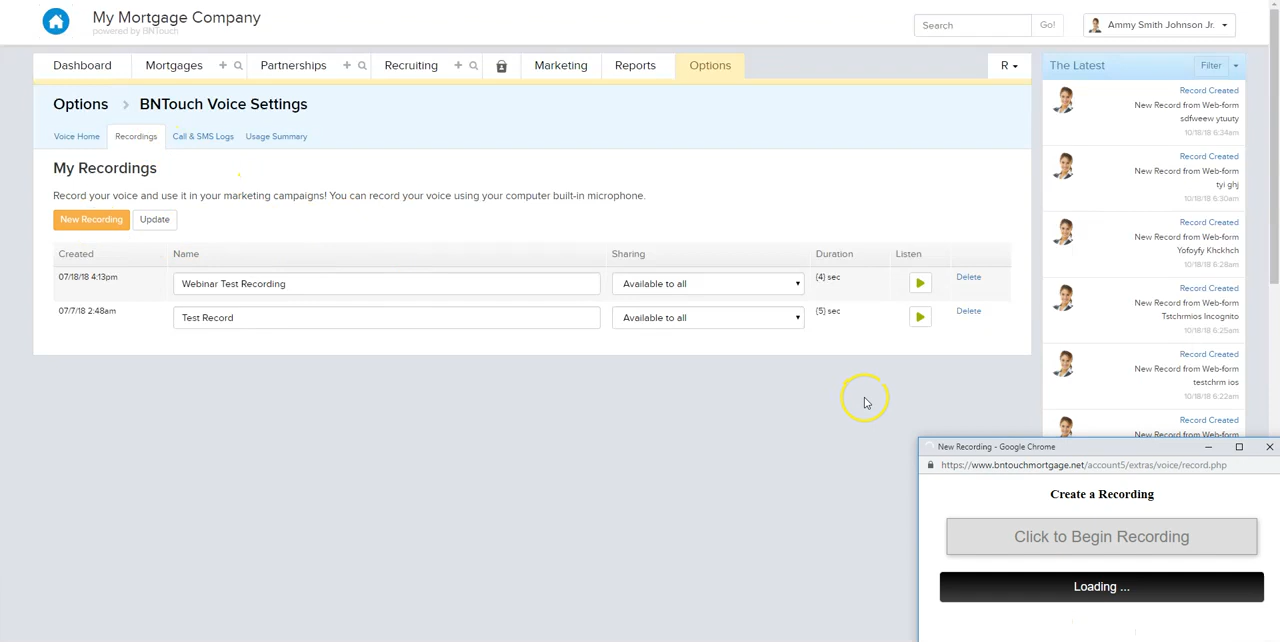 My Mortgage Company
powered by BNTouch
Search
Go!
Ammy Smith Johnson Jr.
Dashboard
Mortgages
Partnerships
Recruiting
Marketing
Reports
Options
R
The Latest
Filter
Options
BNTouch Voice Settings
Voice Home
Recordings
Call & SMS Logs
Usage Summary
My Recordings
Record your voice and use it in your marketing campaigns! You can record your voice using your computer built-in microphone.
New Recording
Update
Created
Name
Sharing
Duration
Listen
07/18/18 4:13pm
Webinar Test Recording
Available to all
(4) sec
Delete
07/7/18 2:48am
Test Record
Available to all
(5) sec
Delete
Record Created
New Record from Web-form
sdfweew ytuuty
10/18/18 6:34am
Record Created
New Record from Web-form
tyi ghj
10/18/18 6:30am
Record Created
New Record from Web-form
Yofoyfy Khckhch
10/18/18 6:28am
Record Created
New Record from Web-form
Tstchrmios Incognito
10/18/18 6:25am
Record Created
New Record from Web-form
testchrm ios
10/18/18 6:22am
Record Created
New Record from Web-form
New Recording - Google Chrome
https://www.bntouchmortgage.net/account5/extras/voice/record.php
Create a Recording
Click to Begin Recording
Loading ...